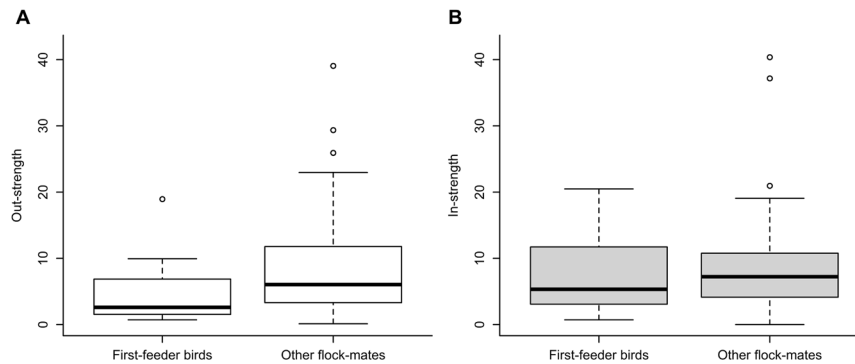 A
Out-strength
40
30
20
10
0
First-feeder birds Other flock-mates
B
In-strength
40
30
20
10
0
First-feeder birds Other flock-mates